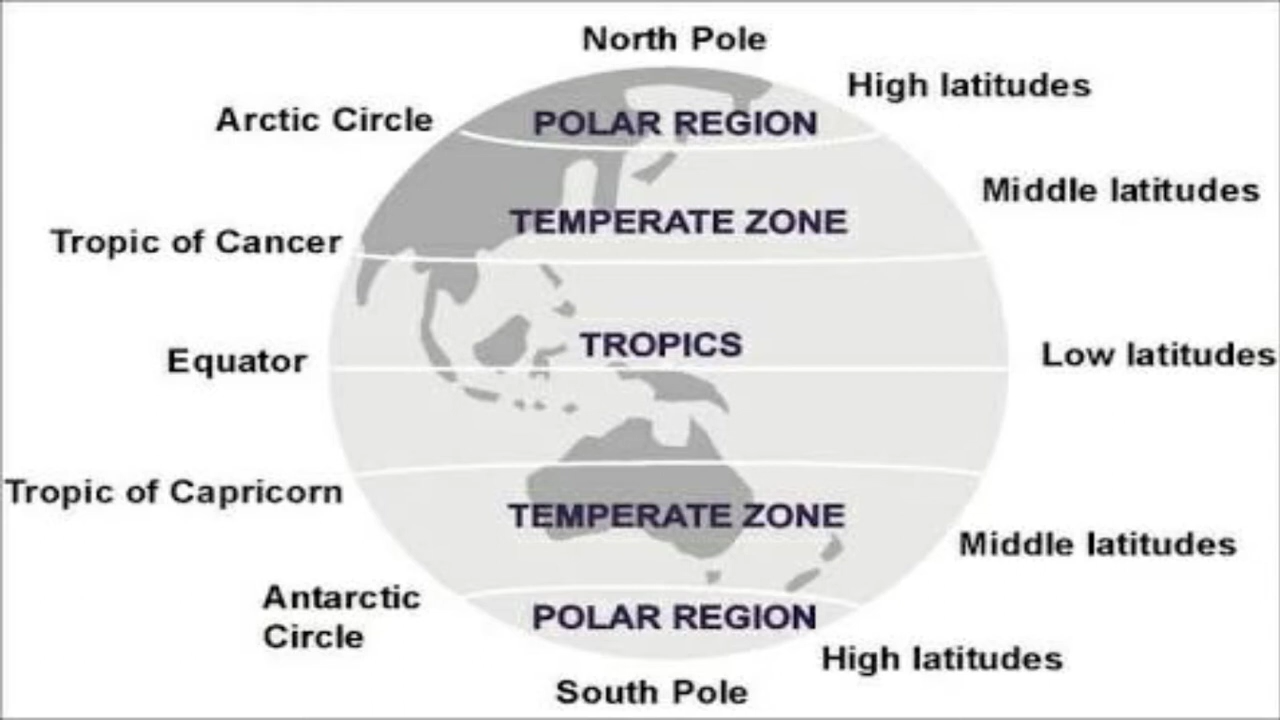 North Pole
High latitudes
Arctic Circle
POLAR REGION
Middle latitudes
TEMPERATE ZONE
Tropic of Cancer
TROPICS
Equator
Low latitudes
Tropic of Capricorn
TEMPERATE ZONE
Middle latitudes
Antarctic
Circle
POLAR REGION
High latitudes
South Pole